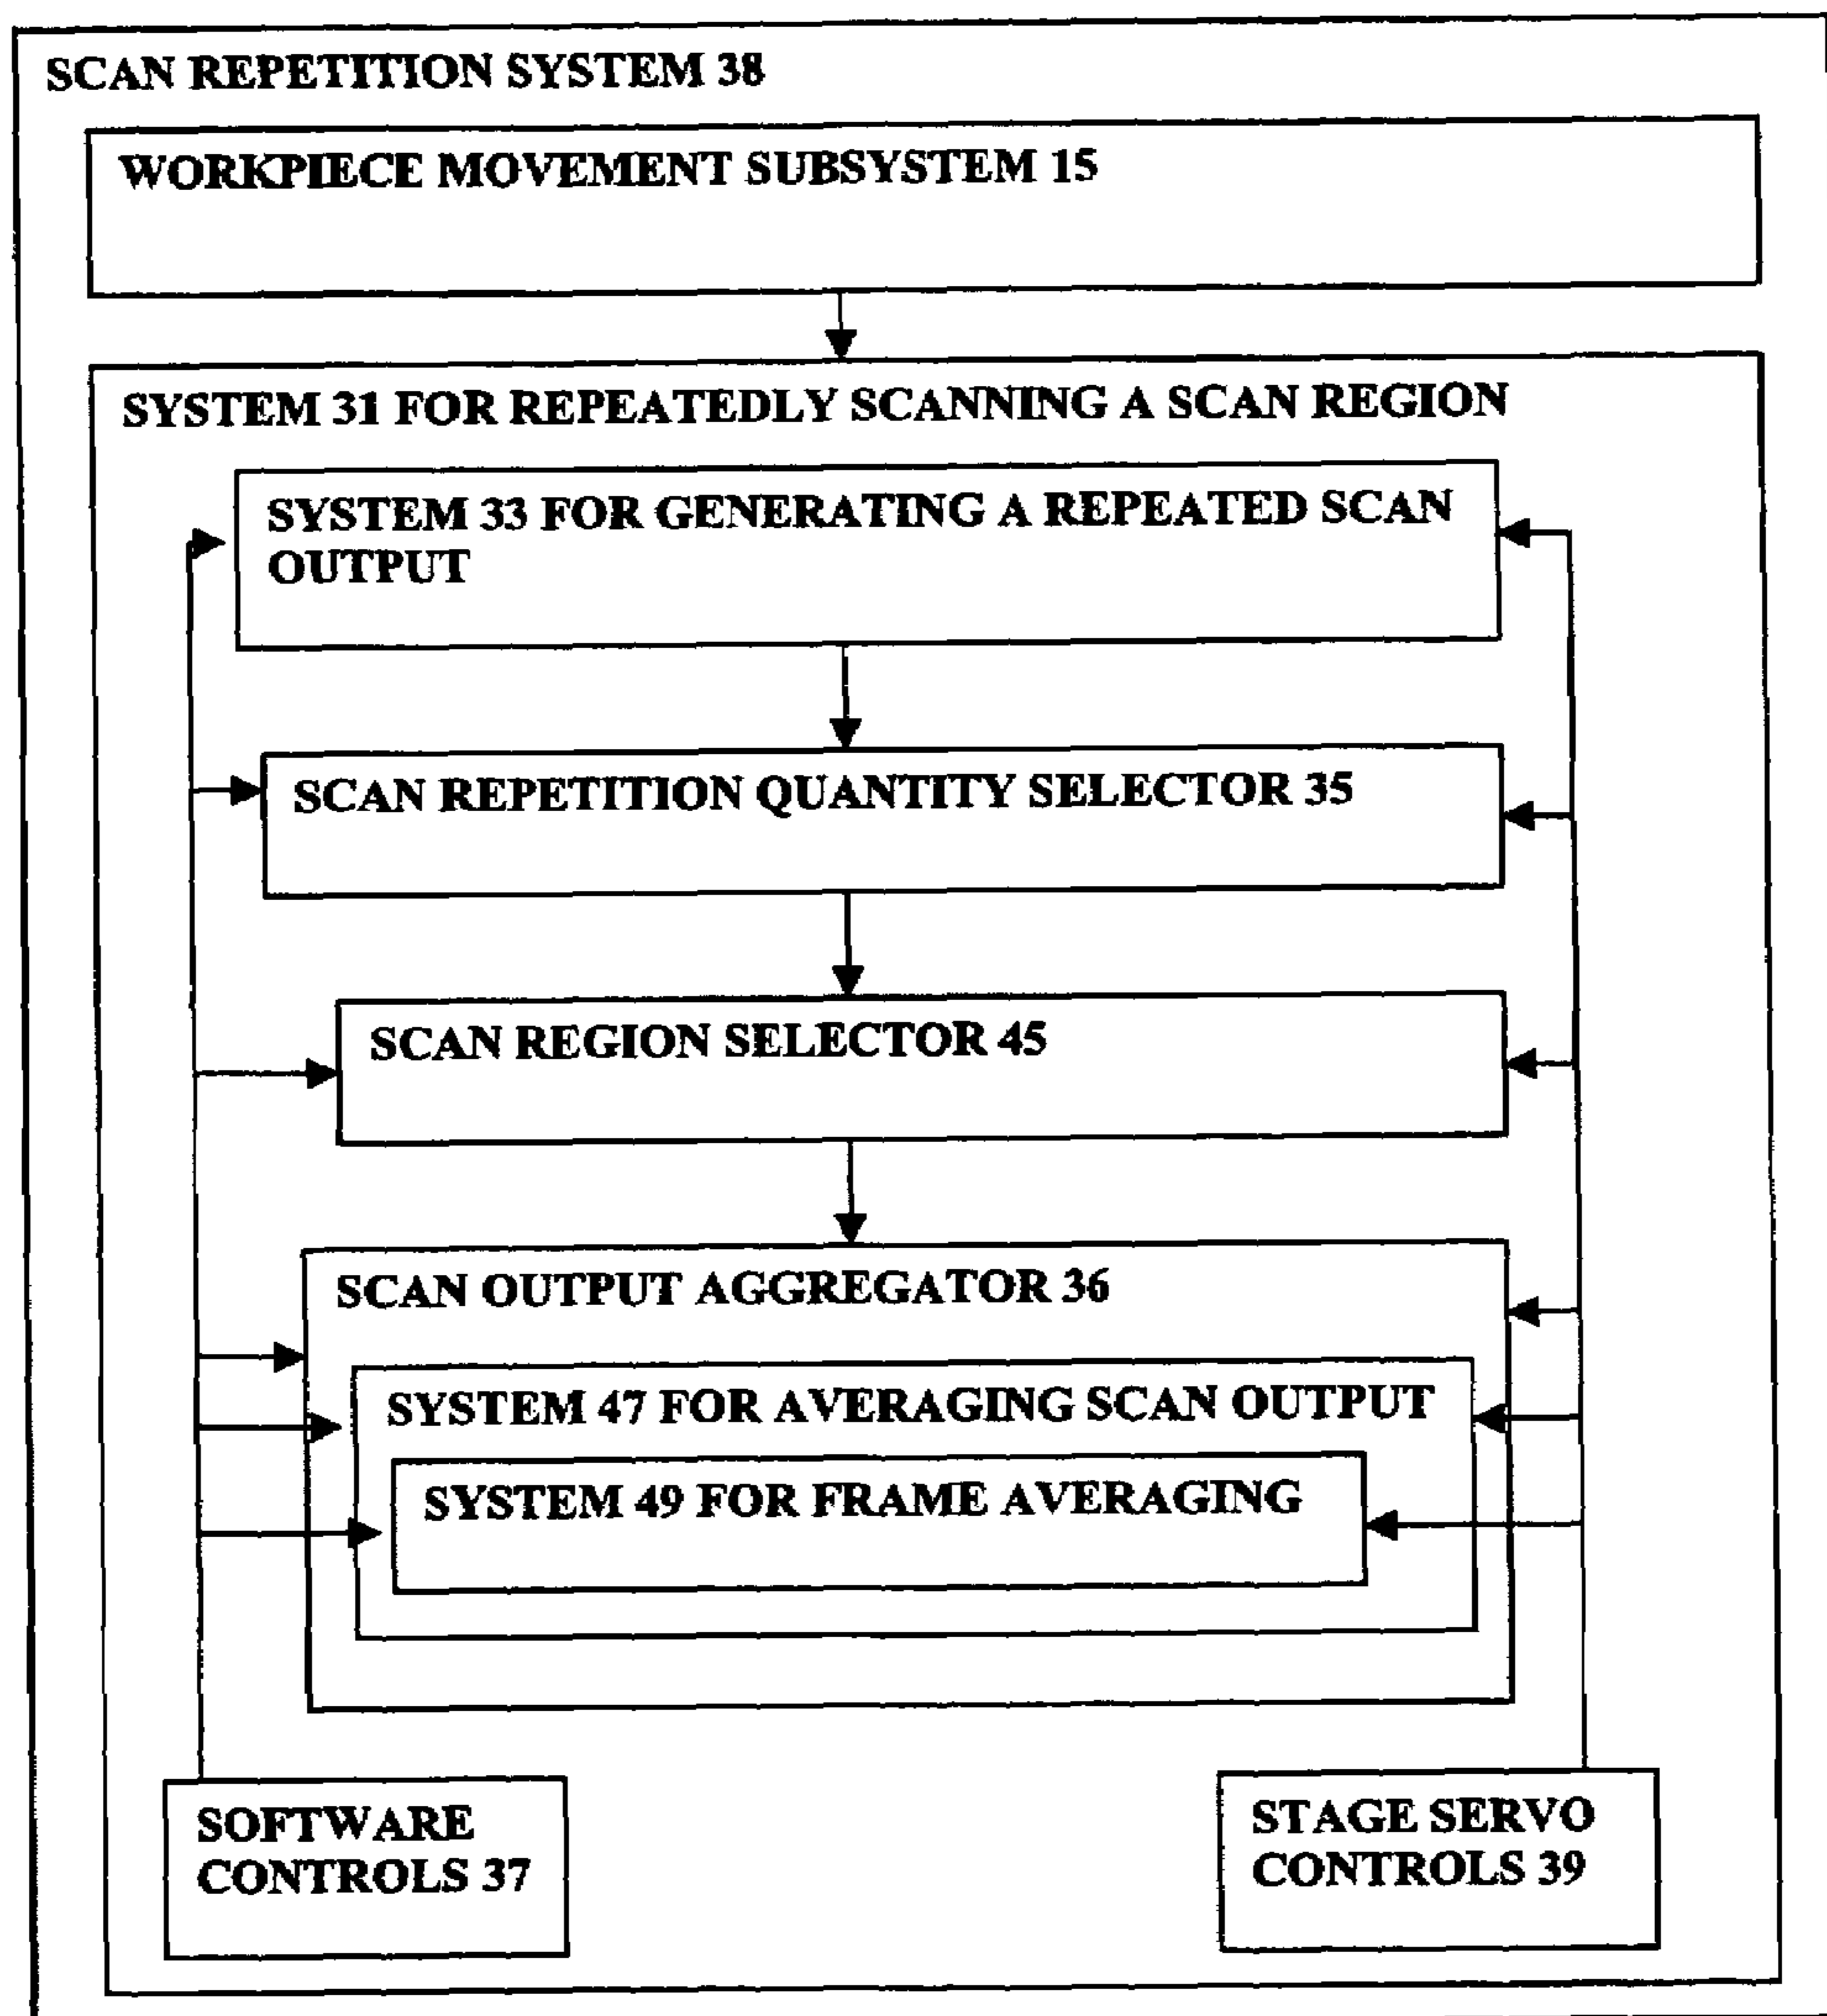 SCAN REPETITION SYSTEM 38
WORKPIECE MOVEMENT SUBSYSTEM 15
SYSTEM 31 FOR REPEATEDLY SCANNING A SCAN REGION
SYSTEM 33 FOR GENERATING A REPEATED SCAN
OUTPUT
SCAN REPETITION QUANTITY SELECTOR 35
SCAN REGION SELECTOR 45
SCAN OUTPUT AGGREGATOR 36
SYSTEM 47 FOR AVERAGING SCAN OUTPUT
SYSTEM 49 FOR FRAME AVERAGING
SOFTWARE
CONTROLS 37
STAGE SERVO
CONTROLS 39